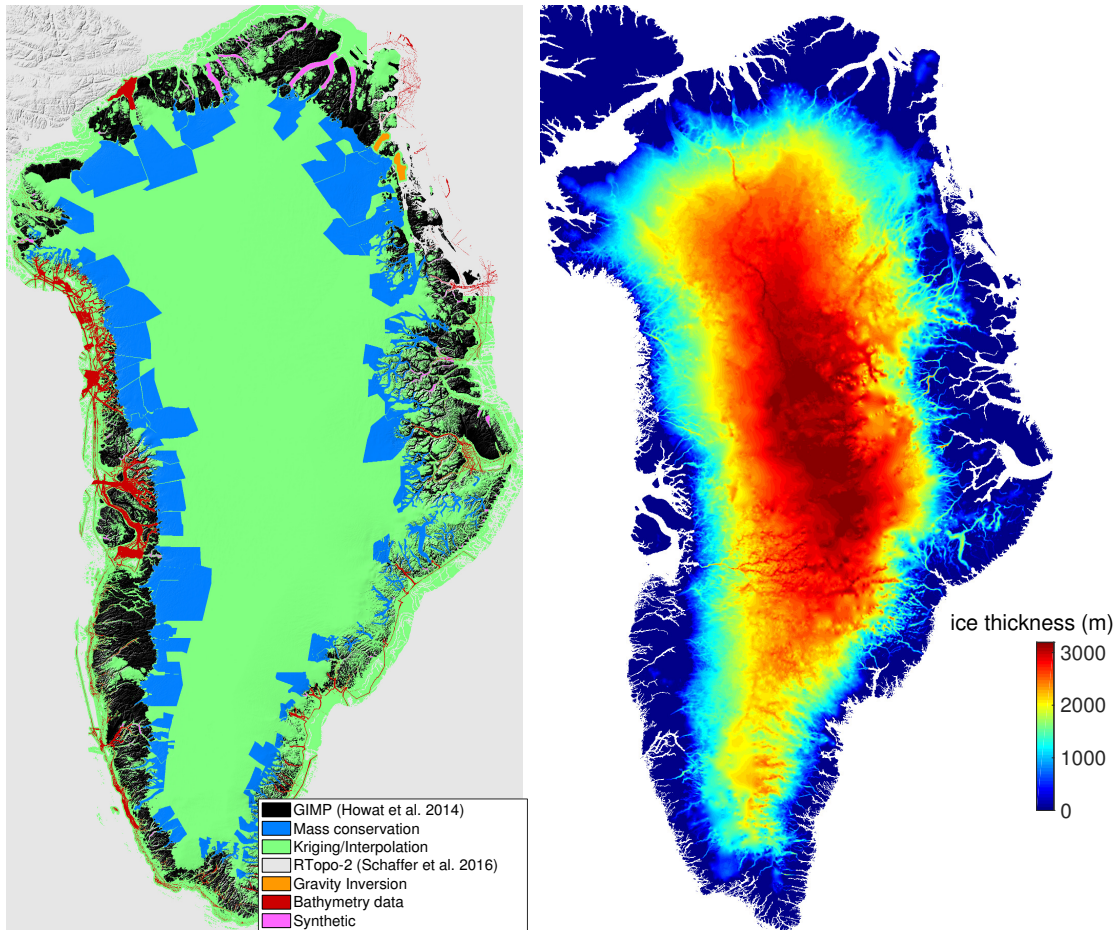 GIMP (Howat et al. 2014)
Mass conservation
Kriging/Interpolation
RTopo-2 (Schaffer et al. 2016)
Gravity Inversion
Bathymetry data
Synthetic
ice thickness (m)
3000
2000
1000
0